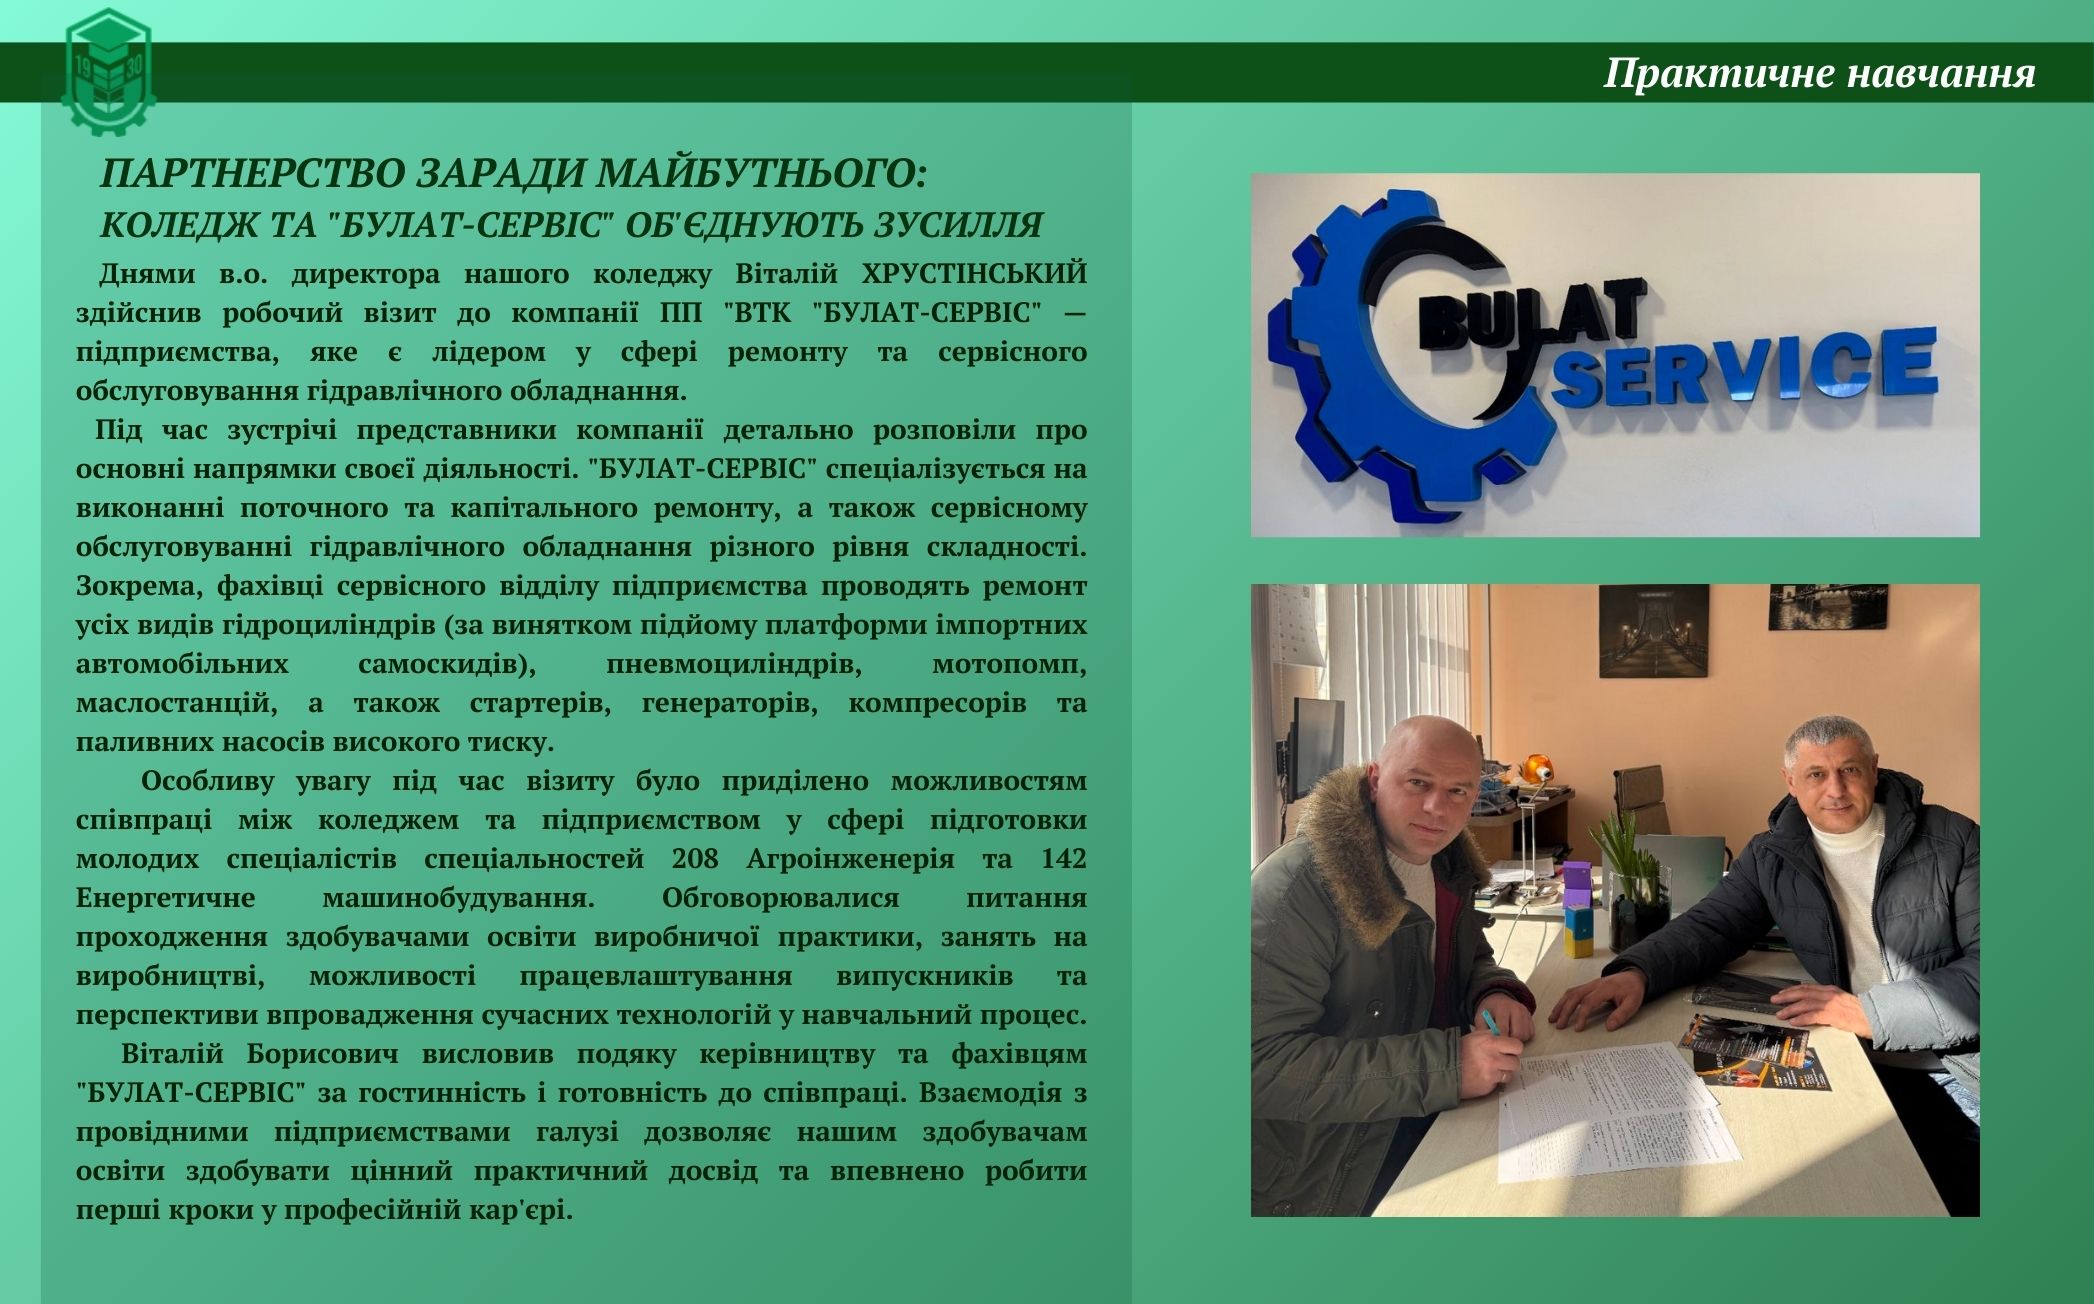 19 30
Практичне навчання
ПАРТНЕРСТВО ЗАРАДИ МАЙБУТНЬОГО:
КОЛЕДЖ ТА "БУЛАТ-СЕРВІС" ОБ'ЄДНУЮТЬ ЗУСИЛЛЯ
Днями в.о. директора нашого коледжу Віталій ХРУСТІНСЬКИЙ
здійснив робочий візит до компанії ПП "ВТК "БУЛАТ-СЕРВІС" —
підприємства, яке є лідером у сфері ремонту та сервісного
обслуговування гідравлічного обладнання.
Під час зустрічі представники компанії детально розповіли про
основні напрямки своєї діяльності. "БУЛАТ-СЕРВІС" спеціалізується на
виконанні поточного та капітального ремонту, а також сервісному
обслуговуванні гідравлічного обладнання різного рівня складності.
Зокрема, фахівці сервісного відділу підприємства проводять ремонт
усіх видів гідроциліндрів (за винятком підйому платформи імпортних
автомобільних самоскидів), пневмоциліндрів, мотопомп,
маслостанцій, а також стартерів, генераторів, компресорів та
паливних насосів високого тиску.
Особливу увагу під час візиту було приділено можливостям
співпраці між коледжем та підприємством у сфері підготовки
молодих спеціалістів спеціальностей 208 Агроінженерія та 142
Енергетичне машинобудування. Обговорювалися питання
проходження здобувачами освіти виробничої практики, занять на
виробництві, можливості працевлаштування випускників та
перспективи впровадження сучасних технологій у навчальний процес.
Віталій Борисович висловив подяку керівництву та фахівцям
"БУЛАТ-СЕРВІС" за гостинність і готовність до співпраці. Взаємодія з
провідними підприємствами галузі дозволяє нашим здобувачам
освіти здобувати цінний практичний досвід та впевнено робити
перші кроки у професійній кар'єрі.
BULAT
SERVICE